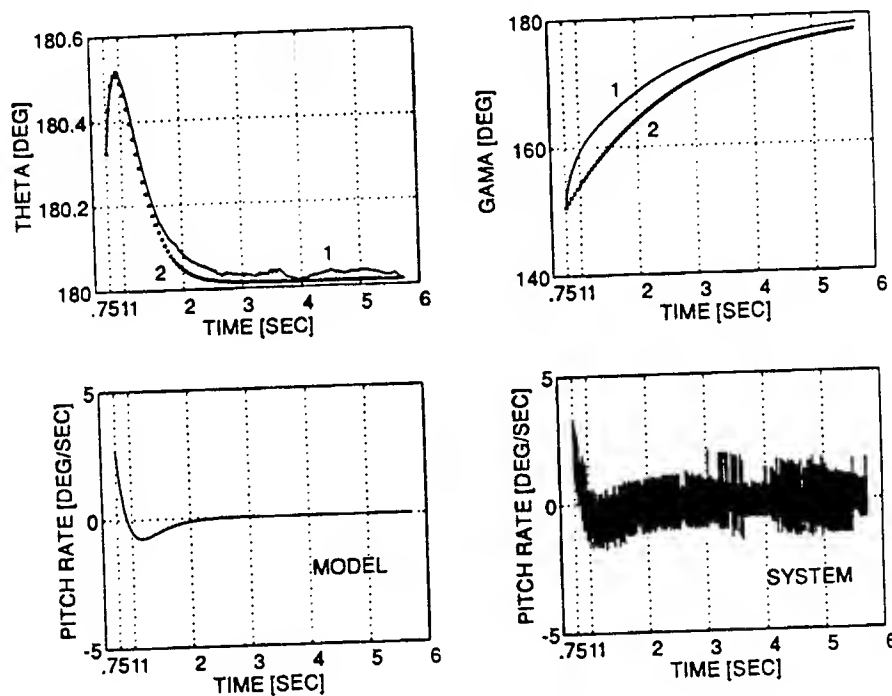 180.6
180.4
180.2
180
THETA [DEG]
1
2
.7511 2 3 4 5 6
TIME [SEC]
180
160
140
GAMA [DEG]
1
2
.7511 2 3 4 5 6
TIME [SEC]
5
0
-5
PITCH RATE [DEG/SEC]
MODEL
.7511 2 3 4 5 6
TIME [SEC]
5
0
-5
PITCH RATE [DEG/SEC]
SYSTEM
.7511 2 3 4 5 6
TIME [SEC]